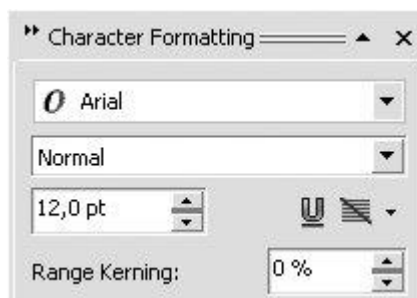 Character Formatting
O Arial
Normal
12,0 pt U
Range Kerning: 0 %